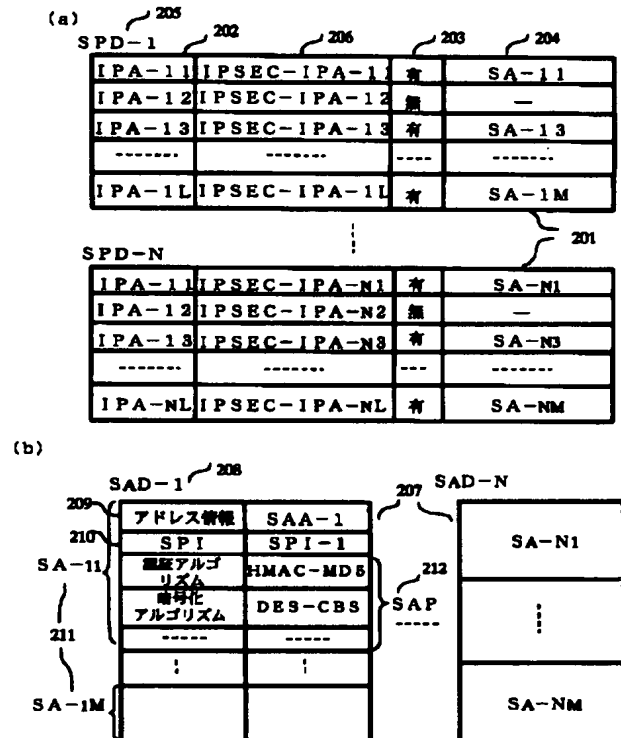 (a)
205
202
206
203
204
SPD-1
IPA-11 IPSEC-IPA-11 有 SA-11
IPA-12 IPSEC-IPA-12 無 —
IPA-13 IPSEC-IPA-13 有 SA-13
------- ------- ---- -------
IPA-1L IPSEC-IPA-1L 有 SA-1M
201
SPD-N
IPA-11 IPSEC-IPA-N1 有 SA-N1
IPA-12 IPSEC-IPA-N2 無 —
IPA-13 IPSEC-IPA-N3 有 SA-N3
------- ------- --- -------
IPA-NL IPSEC-IPA-NL 有 SA-NM
(b)
SAD-1 208
SAD-N
207
209 アドレス情報 SAA-1
210 SPI SPI-1
SA-11
認証アルゴリズム HMAC-MD5
暗号化アルゴリズム DES-CBS
----- -----
212
SAP
-----
211
SA-1M
SA-N1
SA-NM